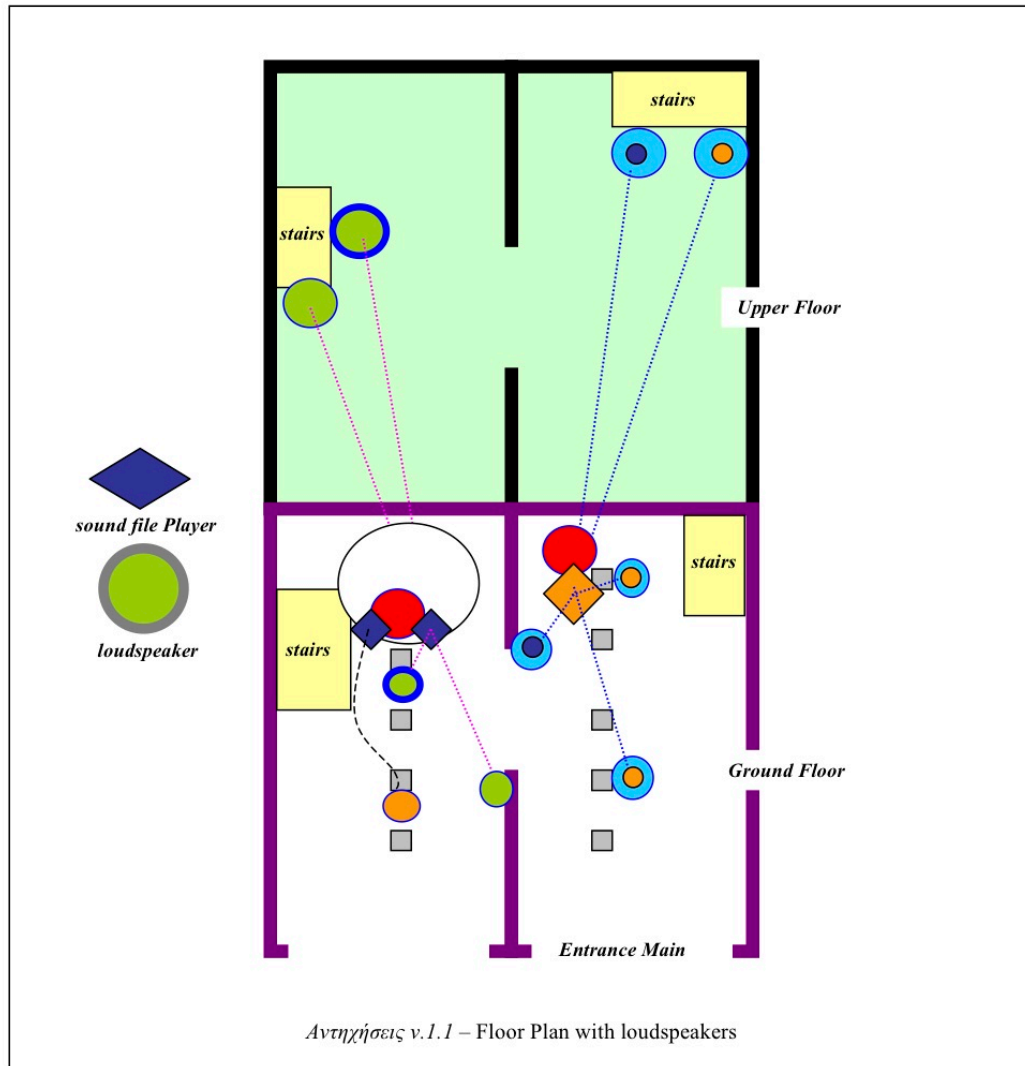 stairs
stairs
Upper Floor
sound file Player
stairs
loudspeaker
stairs
Ground Floor
Entrance Main
Αντηχήσεις v.1.1 – Floor Plan with loudspeakers